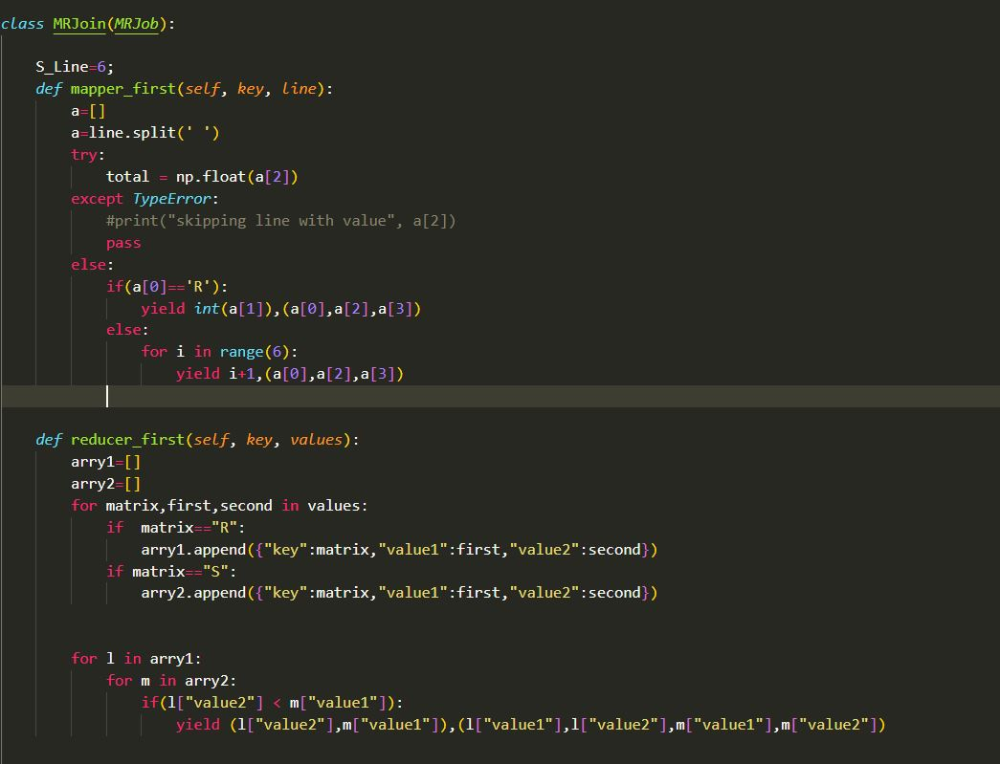 class MRJoin(MRJob):
S_Line=6;
def mapper_first(self, key, line):
a=[]
a=line.split(' ')
try:
total = np.float(a[2])
except TypeError:
#print("skipping line with value", a[2])
pass
else:
if(a[0]=='R'):
yield int(a[1]),(a[0],a[2],a[3])
else:
for i in range(6):
yield i+1,(a[0],a[2],a[3])
def reducer_first(self, key, values):
arry1=[]
arry2=[]
for matrix,first,second in values:
if  matrix=="R":
arry1.append({"key":matrix,"value1":first,"value2":second})
if matrix=="S":
arry2.append({"key":matrix,"value1":first,"value2":second})
for l in arry1:
for m in arry2:
if(l["value2"] < m["value1"]):
yield (l["value2"],m["value1"]),(l["value1"],l["value2"],m["value1"],m["value2"])